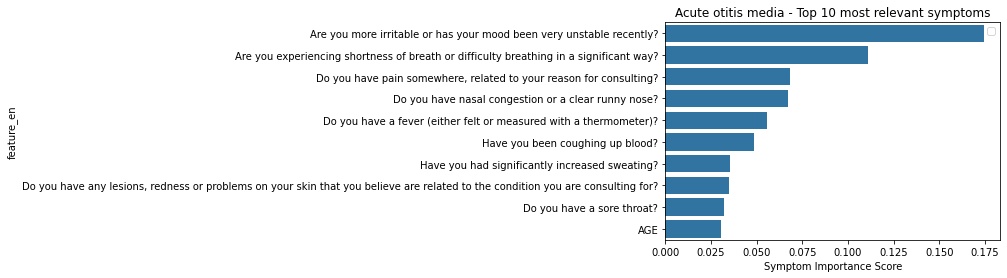 Acute otitis media - Top 10 most relevant symptoms
Are you more irritable or has your mood been very unstable recently?
Are you experiencing shortness of breath or difficulty breathing in a significant way?
Do you have pain somewhere, related to your reason for consulting?
Do you have nasal congestion or a clear runny nose?
Do you have a fever (either felt or measured with a thermometer)?
Have you been coughing up blood?
Have you had significantly increased sweating?
Do you have any lesions, redness or problems on your skin that you believe are related to the condition you are consulting for?
Do you have a sore throat?
AGE
feature_en
0.000 0.025 0.050 0.075 0.100 0.125 0.150 0.175
Symptom Importance Score